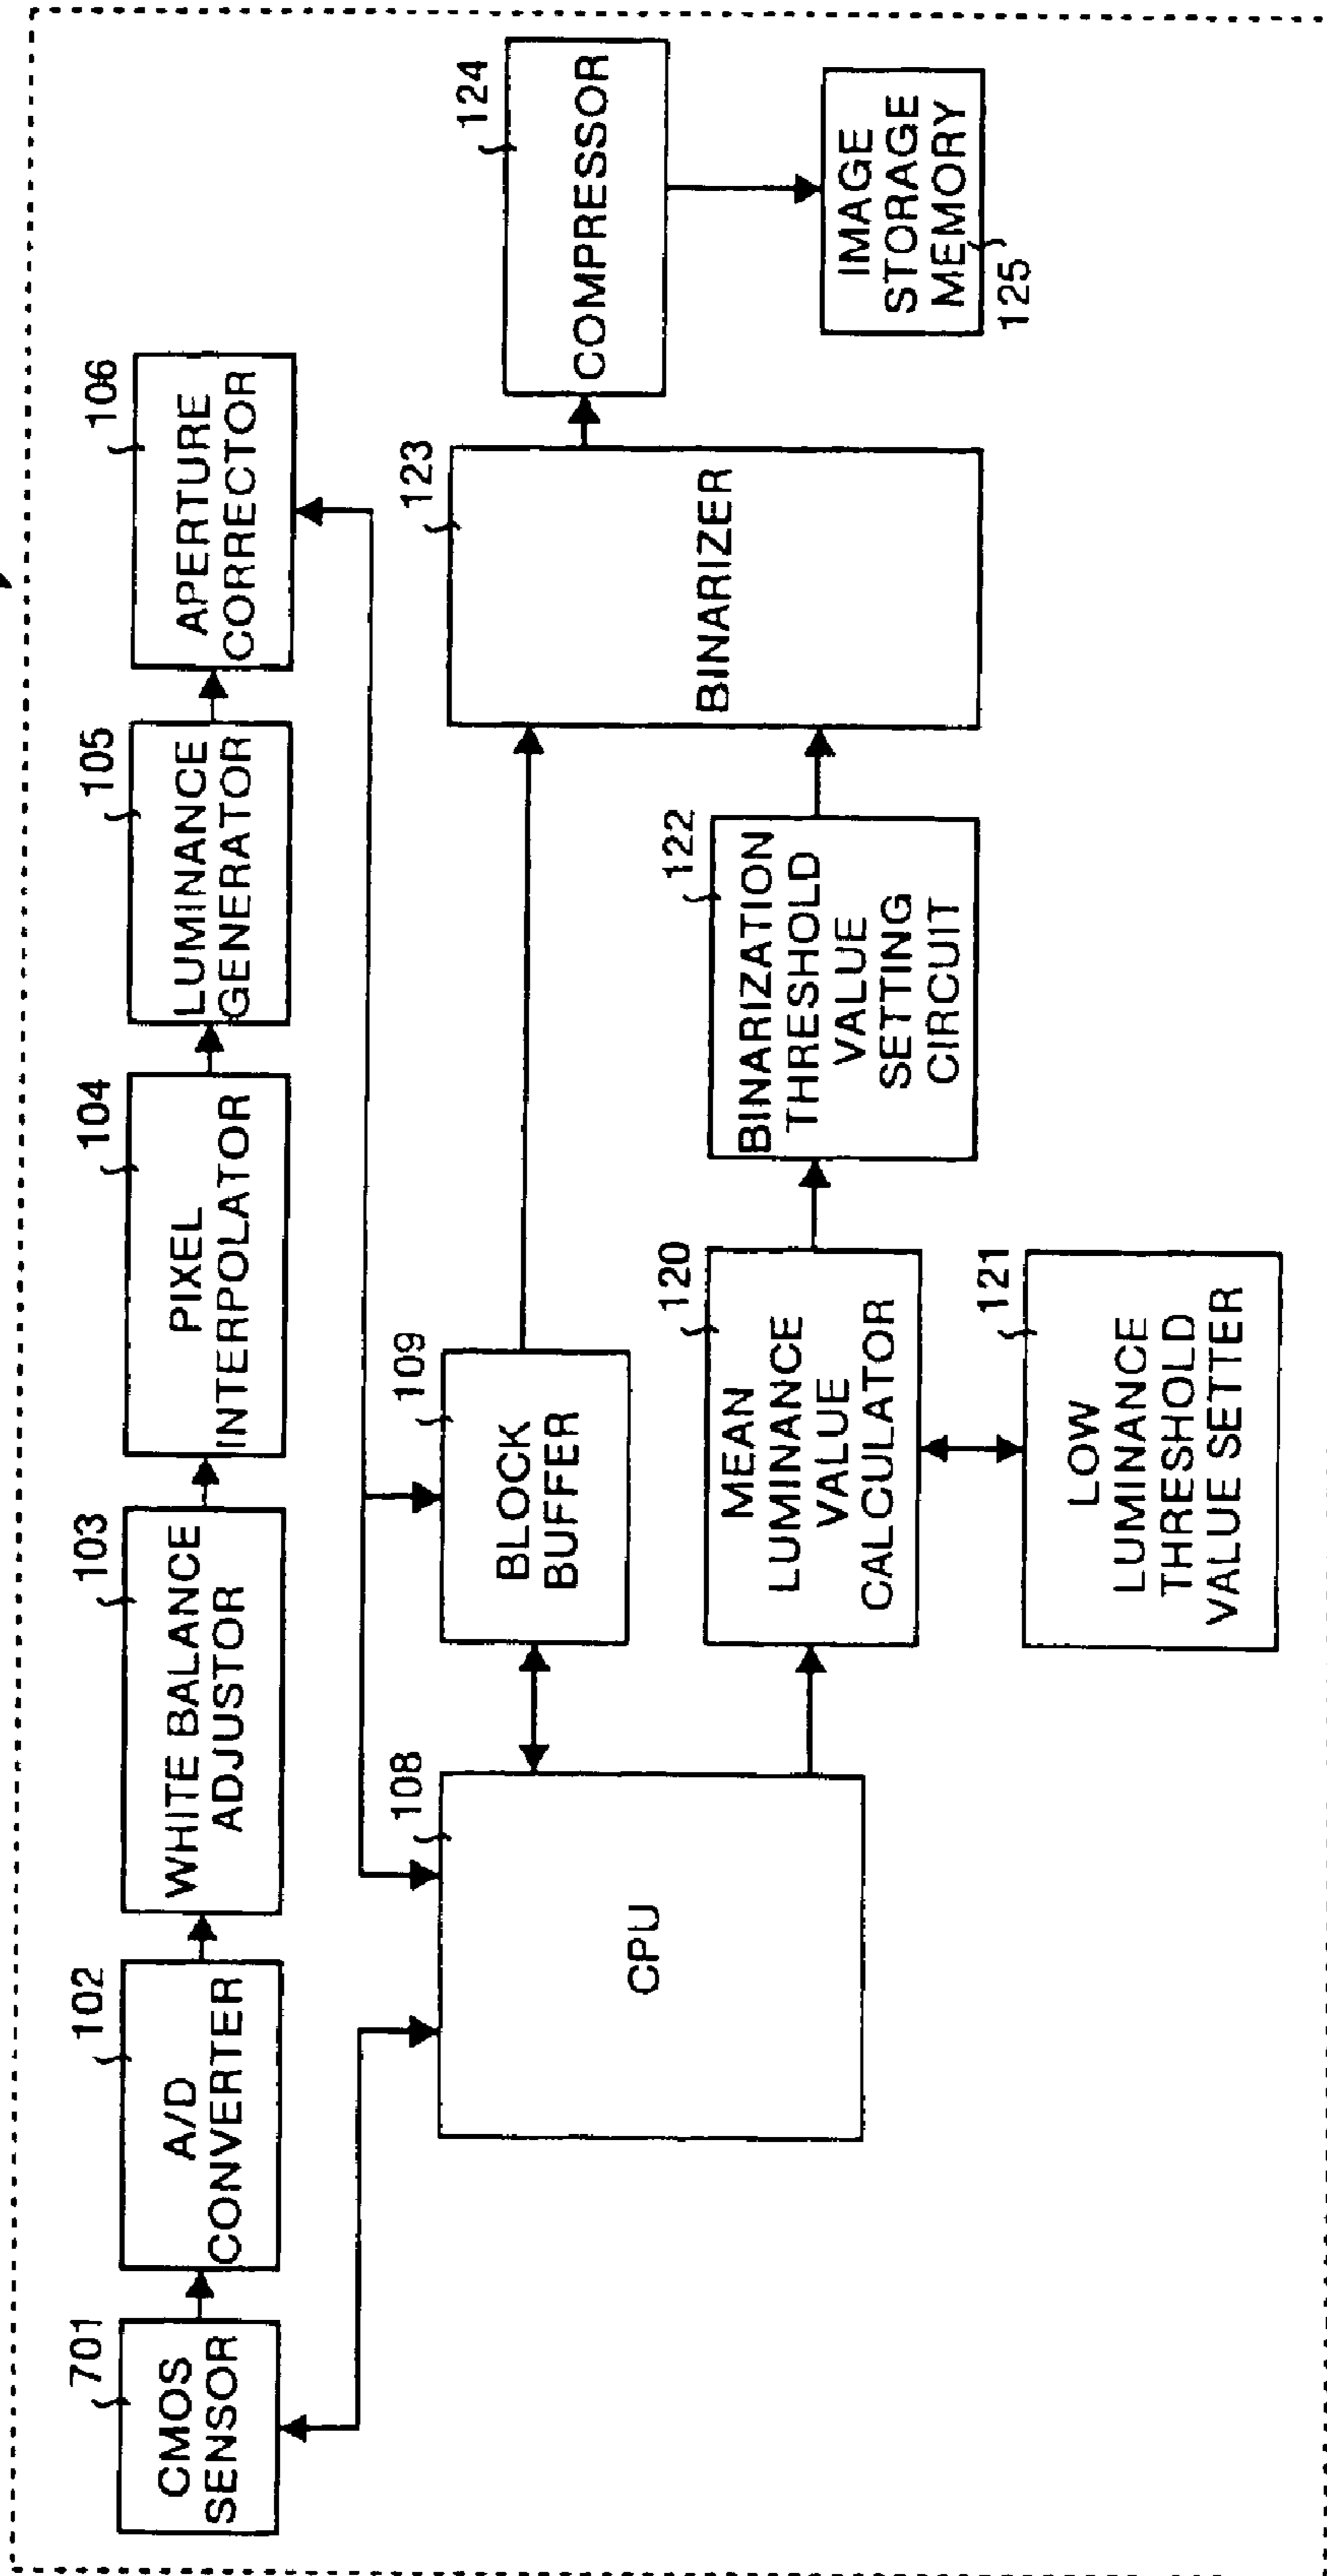 701
CMOS
SENSOR
102
A/D
CONVERTER
103
WHITE BALANCE
ADJUSTOR
104
PIXEL
INTERPOLATOR
105
LUMINANCE
GENERATOR
106
APERTURE
CORRECTOR
108
CPU
109
BLOCK
BUFFER
120
MEAN
LUMINANCE
VALUE
CALCULATOR
121
LOW
LUMINANCE
THRESHOLD
VALUE SETTER
122
BINARIZATION
THRESHOLD
VALUE
SETTING
CIRCUIT
123
BINARIZER
124
COMPRESSOR
IMAGE
STORAGE
MEMORY
125